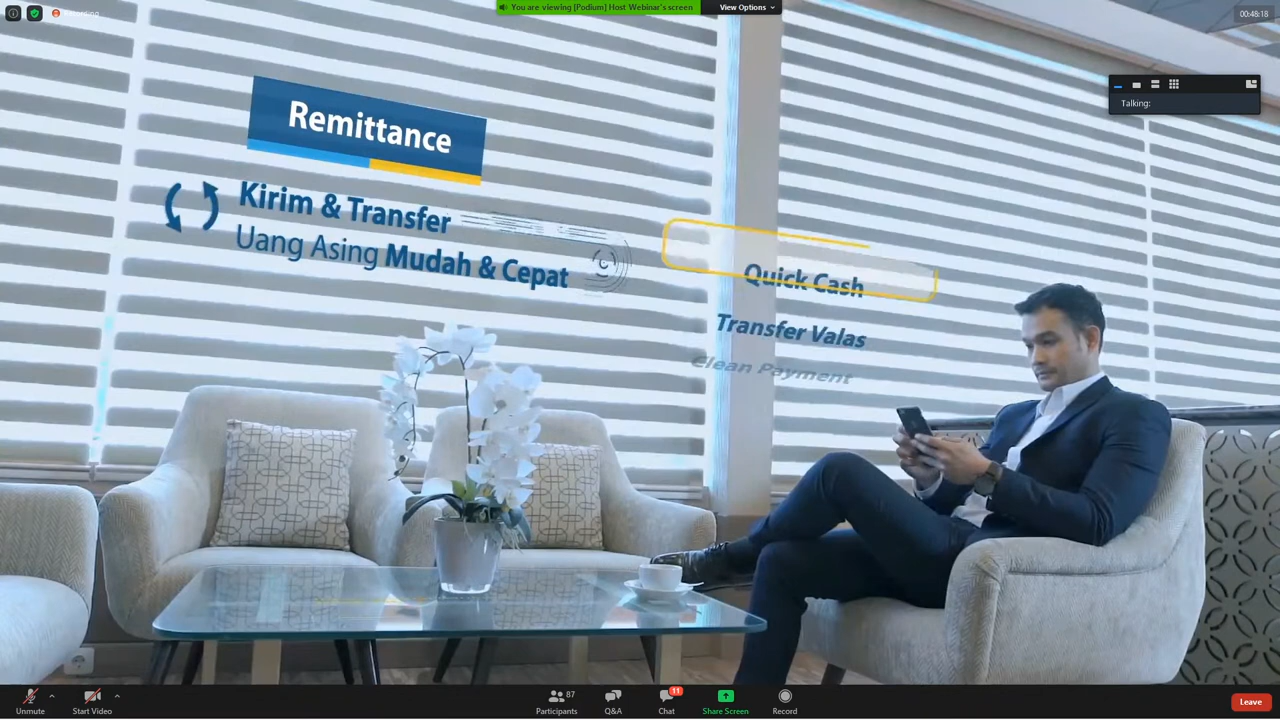 Recording
You are viewing [Podium] Host Webinar's screen
View Options
00:48:18
Talking:
Remittance
Kirim & Transfer
Uang Asing Mudah & Cepat
Quick Cash
Transfer Valas
Clean Payment
Unmute
Start Video
87
Participants
Q&A
11
Chat
Share Screen
Record
Leave